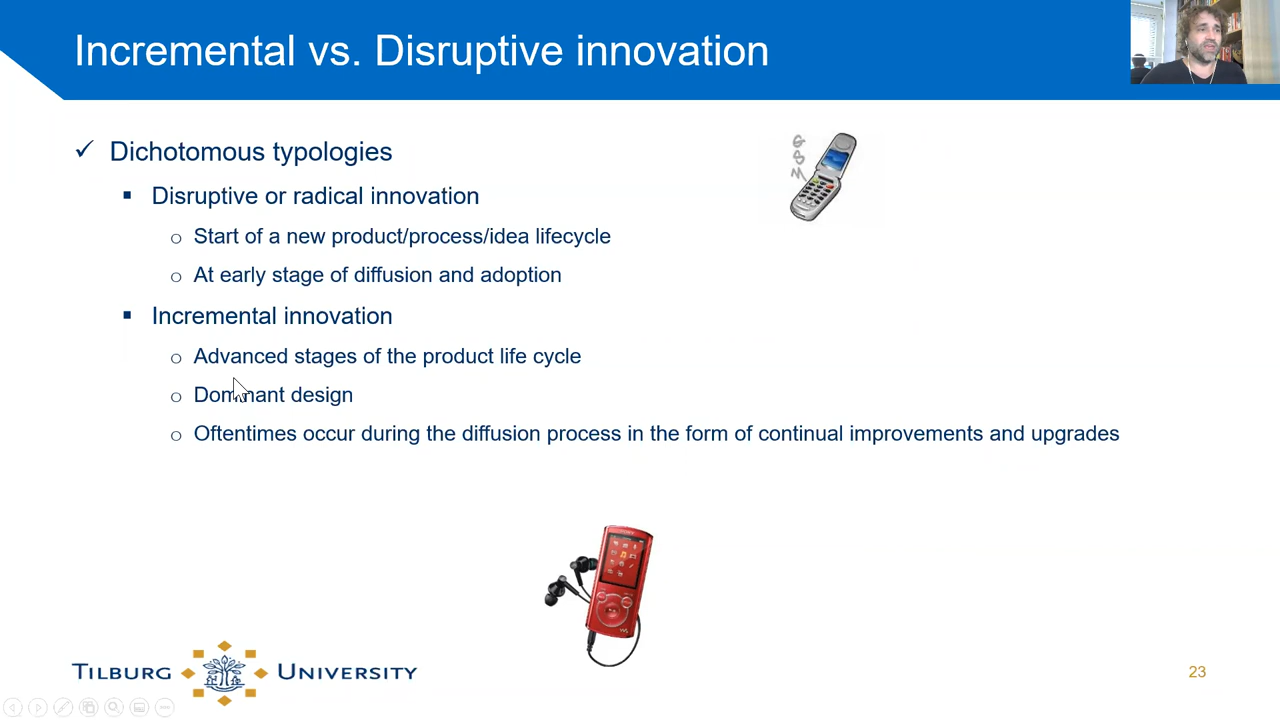 Incremental vs. Disruptive innovation
Dichotomous typologies
Disruptive or radical innovation
Start of a new product/process/idea lifecycle
At early stage of diffusion and adoption
Incremental innovation
Advanced stages of the product life cycle
Dominant design
Oftentimes occur during the diffusion process in the form of continual improvements and upgrades
GSM
TILBURG UNIVERSITY
23